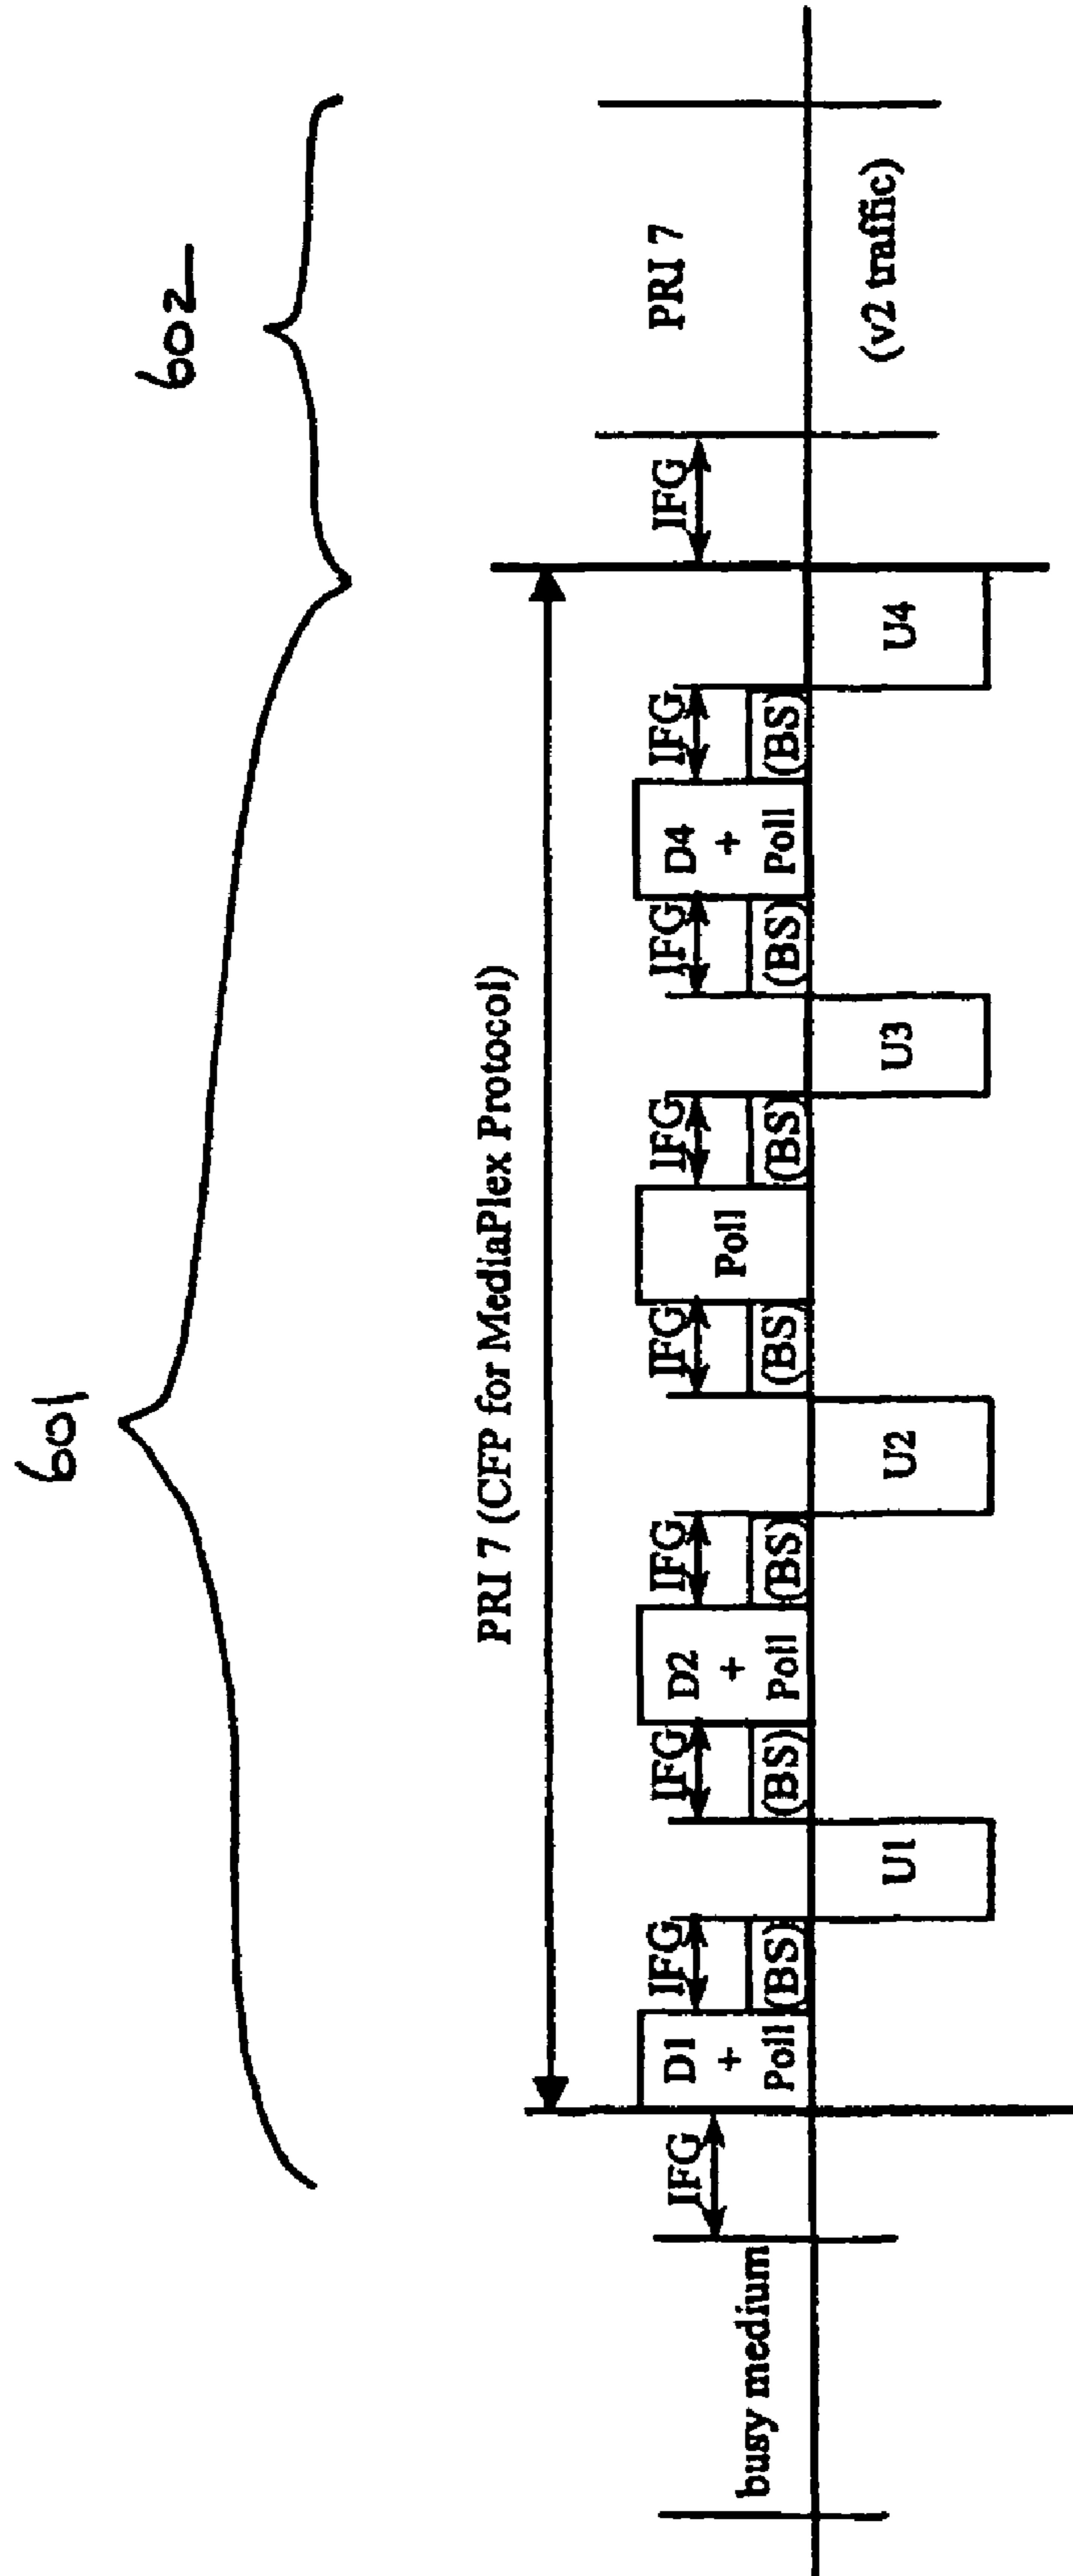 601
602
PRI 7 (CFP for MediaPlex Protocol)
busy medium
IFG
D1
+
Poll
IFG
(BS)
U1
IFG
(BS)
D2
+
Poll
IFG
(BS)
U2
IFG
(BS)
Poll
IFG
(BS)
U3
IFG
(BS)
D4
+
Poll
IFG
(BS)
U4
IFG
PRI 7
(v2 traffic)